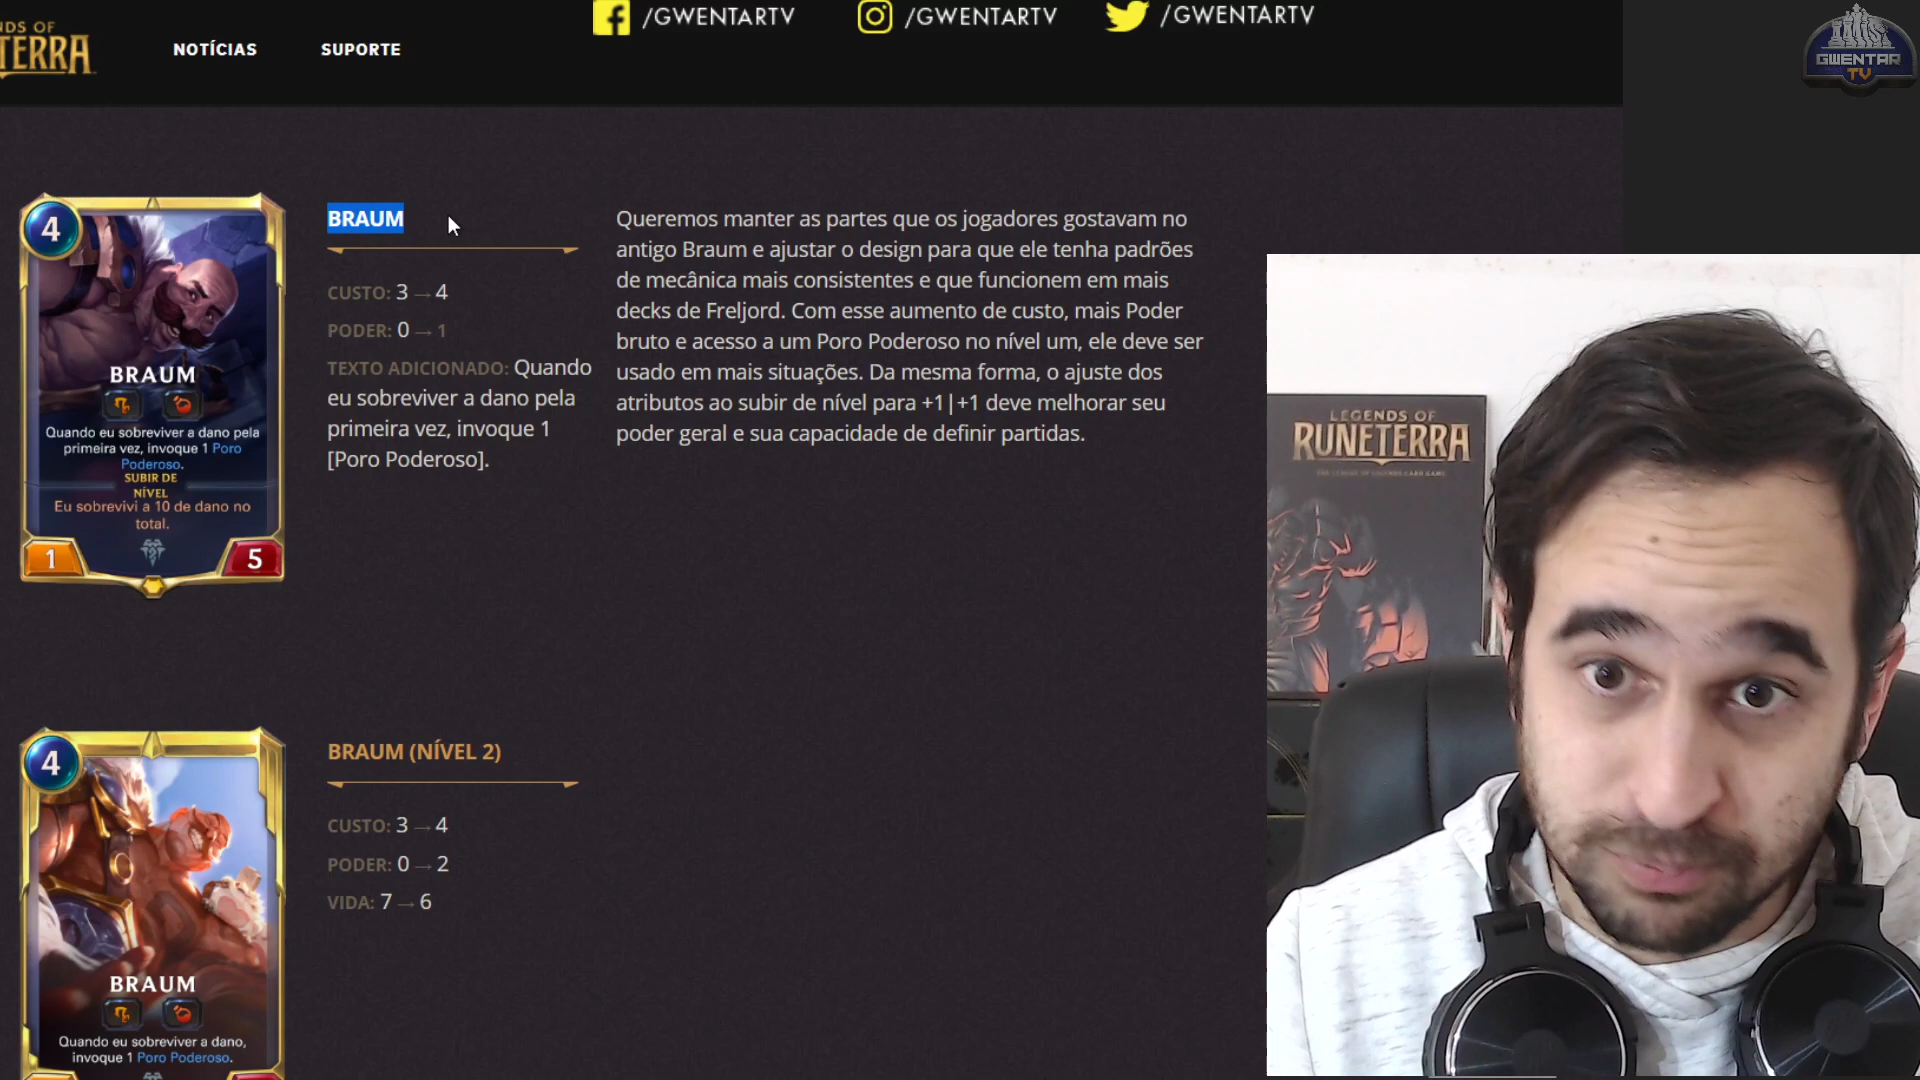 NDS OF
TERRA
NOTÍCIAS
SUPORTE
/GWENTARTV
/GWENTARTV
/GWENTARTV
GWENTAR
TV
4
BRAUM
Quando eu sobreviver a dano pela
primeira vez, invoque 1 Poro
Poderoso.
SUBIR DE
NÍVEL
Eu sobrevivi a 10 de dano no
total.
1
5
BRAUM
CUSTO: 3→4
PODER: 0→1
TEXTO ADICIONADO: Quando
eu sobreviver a dano pela
primeira vez, invoque 1
[Poro Poderoso].
Queremos manter as partes que os jogadores gostavam no
antigo Braum e ajustar o design para que ele tenha padrões
de mecânica mais consistentes e que funcionem em mais
decks de Freljord. Com esse aumento de custo, mais Poder
bruto e acesso a um Poro Poderoso no nível um, ele deve ser
usado em mais situações. Da mesma forma, o ajuste dos
atributos ao subir de nível para +1|+1 deve melhorar seu
poder geral e sua capacidade de definir partidas.
LEGENDS OF
RUNETERRA
4
BRAUM
Quando eu sobreviver a dano,
invoque 1 Poro Poderoso.
BRAUM (NÍVEL 2)
CUSTO: 3→4
PODER: 0→2
VIDA: 7→6